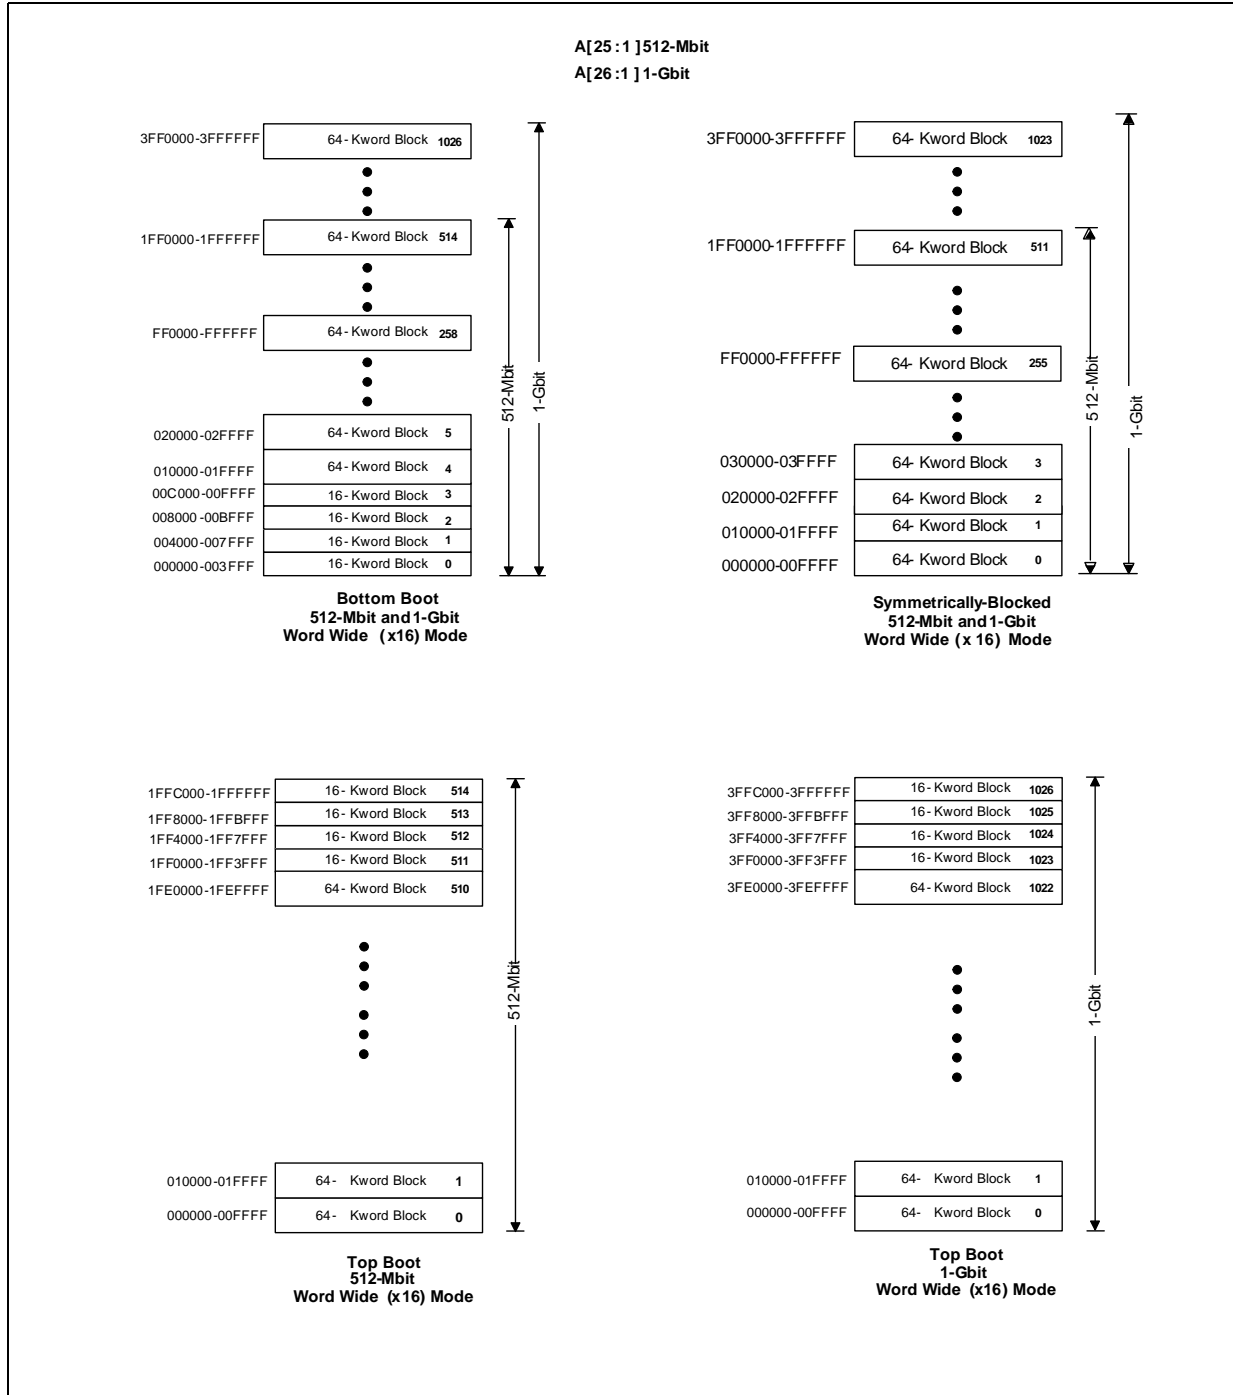 A[25:1]512-Mbit
A[26:1]1-Gbit
3FF0000-3FFFFFF 64-Kword Block 1026
1FF0000-1FFFFFF 64-Kword Block 514
FF0000-FFFFFF 64-Kword Block 258
020000-02FFFF 64-Kword Block 5
010000-01FFFF 64-Kword Block 4
00C000-00FFFF 16-Kword Block 3
008000-00BFFF 16-Kword Block 2
004000-007FFF 16-Kword Block 1
000000-003FFF 16-Kword Block 0
512-Mbit
1-Gbit
Bottom Boot
512-Mbit and 1-Gbit
Word Wide (x16) Mode
3FF0000-3FFFFFF 64-Kword Block 1023
1FF0000-1FFFFFF 64-Kword Block 511
FF0000-FFFFFF 64-Kword Block 255
030000-03FFFF 64-Kword Block 3
020000-02FFFF 64-Kword Block 2
010000-01FFFF 64-Kword Block 1
000000-00FFFF 64-Kword Block 0
512-Mbit
1-Gbit
Symmetrically-Blocked
512-Mbit and 1-Gbit
Word Wide (x 16) Mode
1FFC000-1FFFFFF 16-Kword Block 514
1FF8000-1FFBFFF 16-Kword Block 513
1FF4000-1FF7FFF 16-Kword Block 512
1FF0000-1FF3FFF 16-Kword Block 511
1FE0000-1FEFFFF 64-Kword Block 510
010000-01FFFF 64- Kword Block 1
000000-00FFFF 64- Kword Block 0
512-Mbit
Top Boot
512-Mbit
Word Wide (x16) Mode
3FFC000-3FFFFFF 16-Kword Block 1026
3FF8000-3FFBFFF 16-Kword Block 1025
3FF4000-3FF7FFF 16-Kword Block 1024
3FF0000-3FF3FFF 16-Kword Block 1023
3FE0000-3FEFFFF 64-Kword Block 1022
010000-01FFFF 64- Kword Block 1
000000-00FFFF 64- Kword Block 0
1-Gbit
Top Boot
1-Gbit
Word Wide (x16) Mode